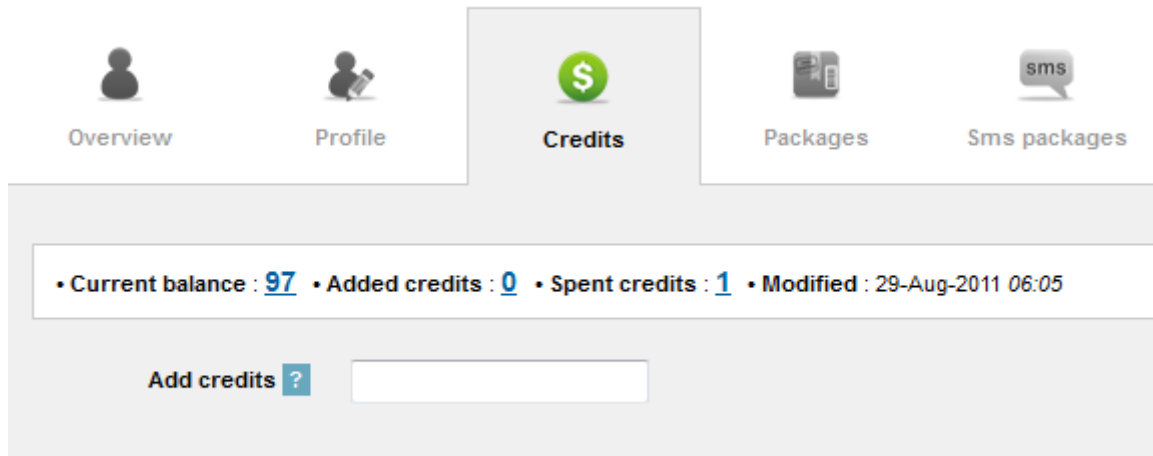 sms
Overview Profile Credits Packages Sms packages
• Current balance : 97 • Added credits : 0 • Spent credits : 1 • Modified : 29-Aug-2011 06:05
Add credits ?